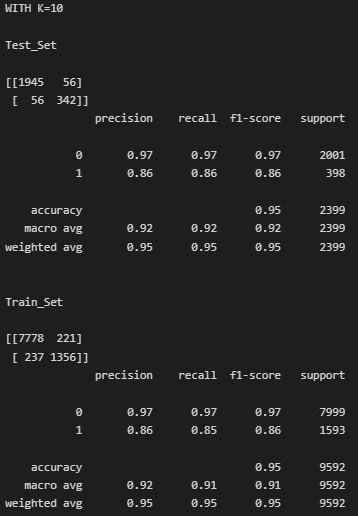 WITH K=10
Test_Set
[[1945 56]
[ 56 342]]
precision recall f1-score support
0 0.97 0.97 0.97 2001
1 0.86 0.86 0.86 398
accuracy 0.95 2399
macro avg 0.92 0.92 0.92 2399
weighted avg 0.95 0.95 0.95 2399
Train_Set
[[7778 221]
[ 237 1356]]
precision recall f1-score support
0 0.97 0.97 0.97 7999
1 0.86 0.85 0.86 1593
accuracy 0.95 9592
macro avg 0.92 0.91 0.91 9592
weighted avg 0.95 0.95 0.95 9592